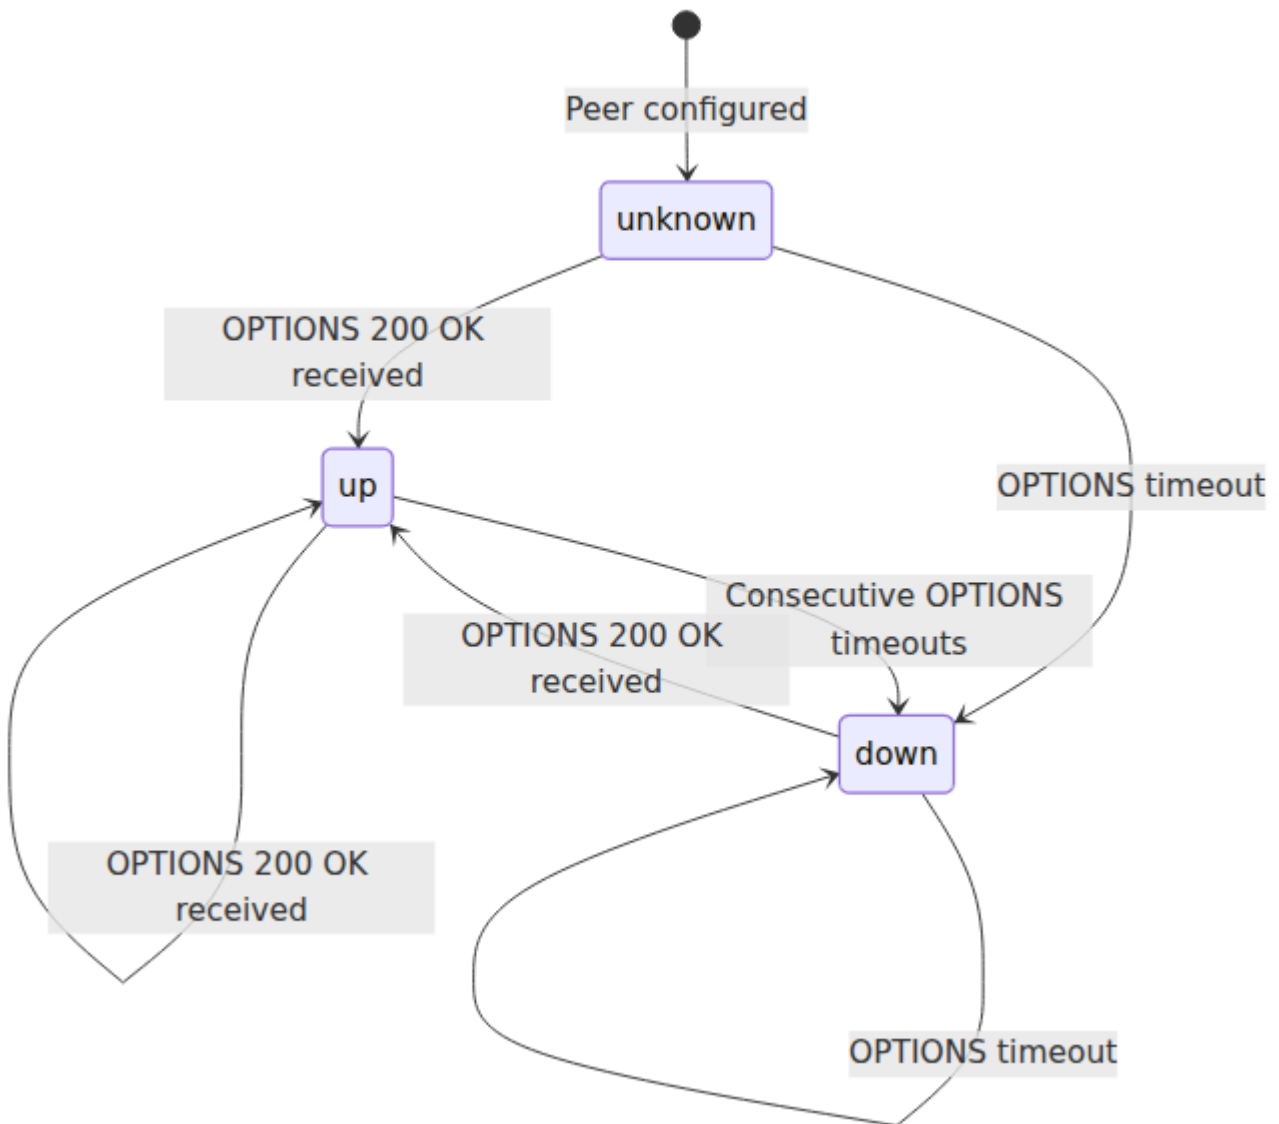 Peer configured
unknown
OPTIONS 200 OK
received
up
OPTIONS timeout
Consecutive OPTIONS
timeouts
OPTIONS 200 OK
received
down
OPTIONS 200 OK
received
OPTIONS timeout